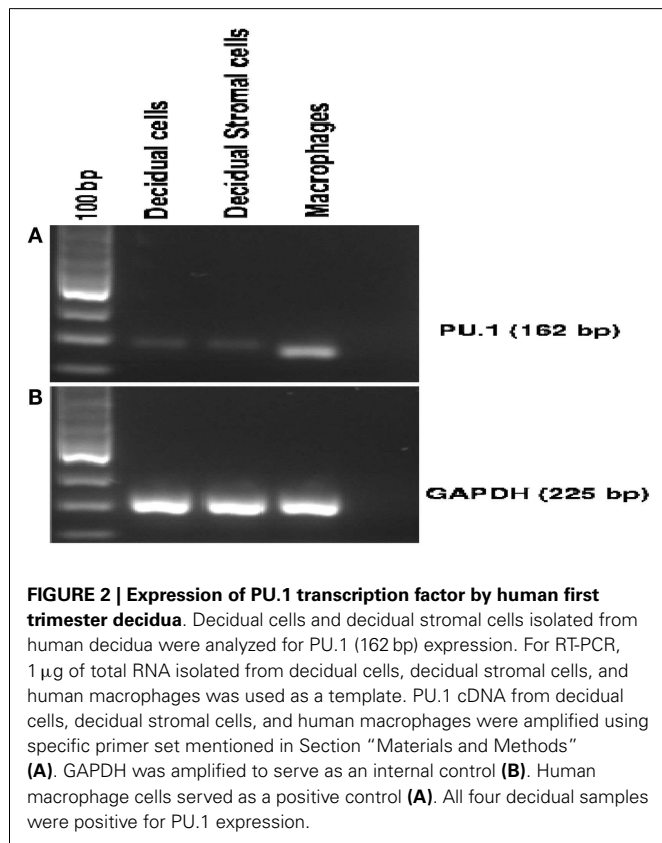 100 bp
Decidual cells
Decidual Stromal cells
Macrophages
A
PU.1 (162 bp)
B
GAPDH (225 bp)
FIGURE 2 | Expression of PU.1 transcription factor by human first
trimester decidua. Decidual cells and decidual stromal cells isolated from
human decidua were analyzed for PU.1 (162 bp) expression. For RT-PCR,
1 μg of total RNA isolated from decidual cells, decidual stromal cells, and
human macrophages was used as a template. PU.1 cDNA from decidual
cells, decidual stromal cells, and human macrophages were amplified using
specific primer set mentioned in Section “Materials and Methods”
(A). GAPDH was amplified to serve as an internal control (B). Human
macrophage cells served as a positive control (A). All four decidual samples
were positive for PU.1 expression.